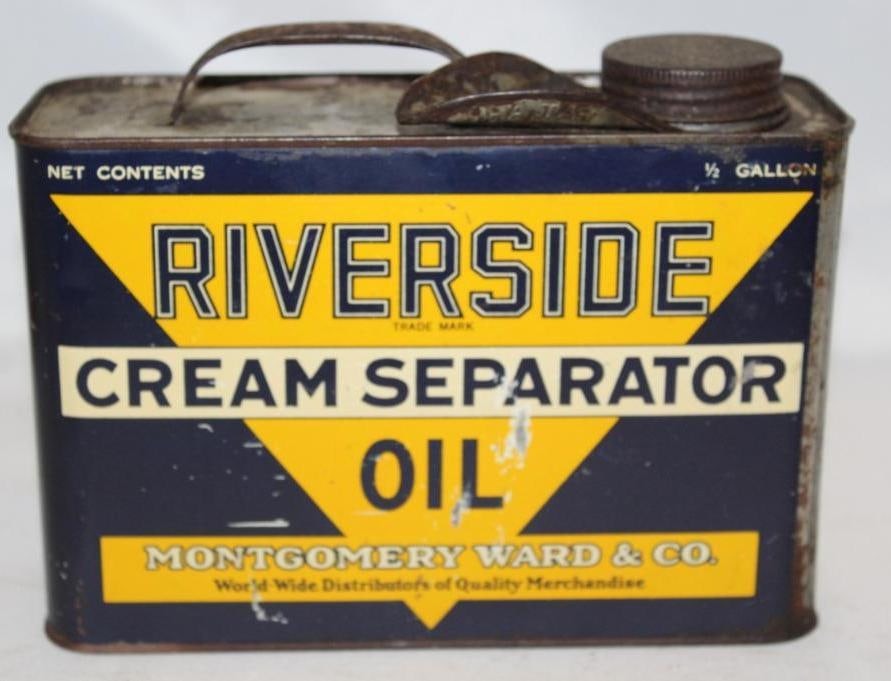 NET CONTENTS ½ GALLON
RIVERSIDE
TRADE MARK
CREAM SEPARATOR
OIL
MONTGOMERY WARD & CO.
World-Wide Distributors of Quality Merchandise